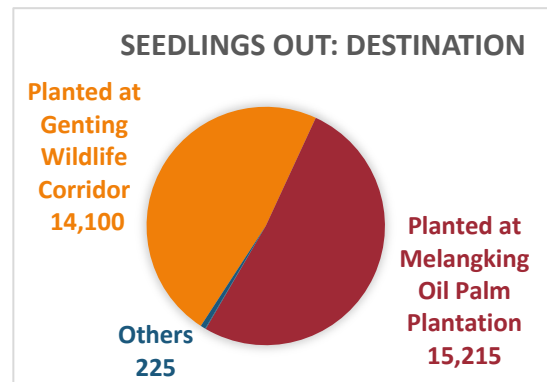 SEEDLINGS OUT: DESTINATION
Planted at
Genting
Wildlife
Corridor
14,100
Planted at
Melangking
Oil Palm
Plantation
15,215
Others
225